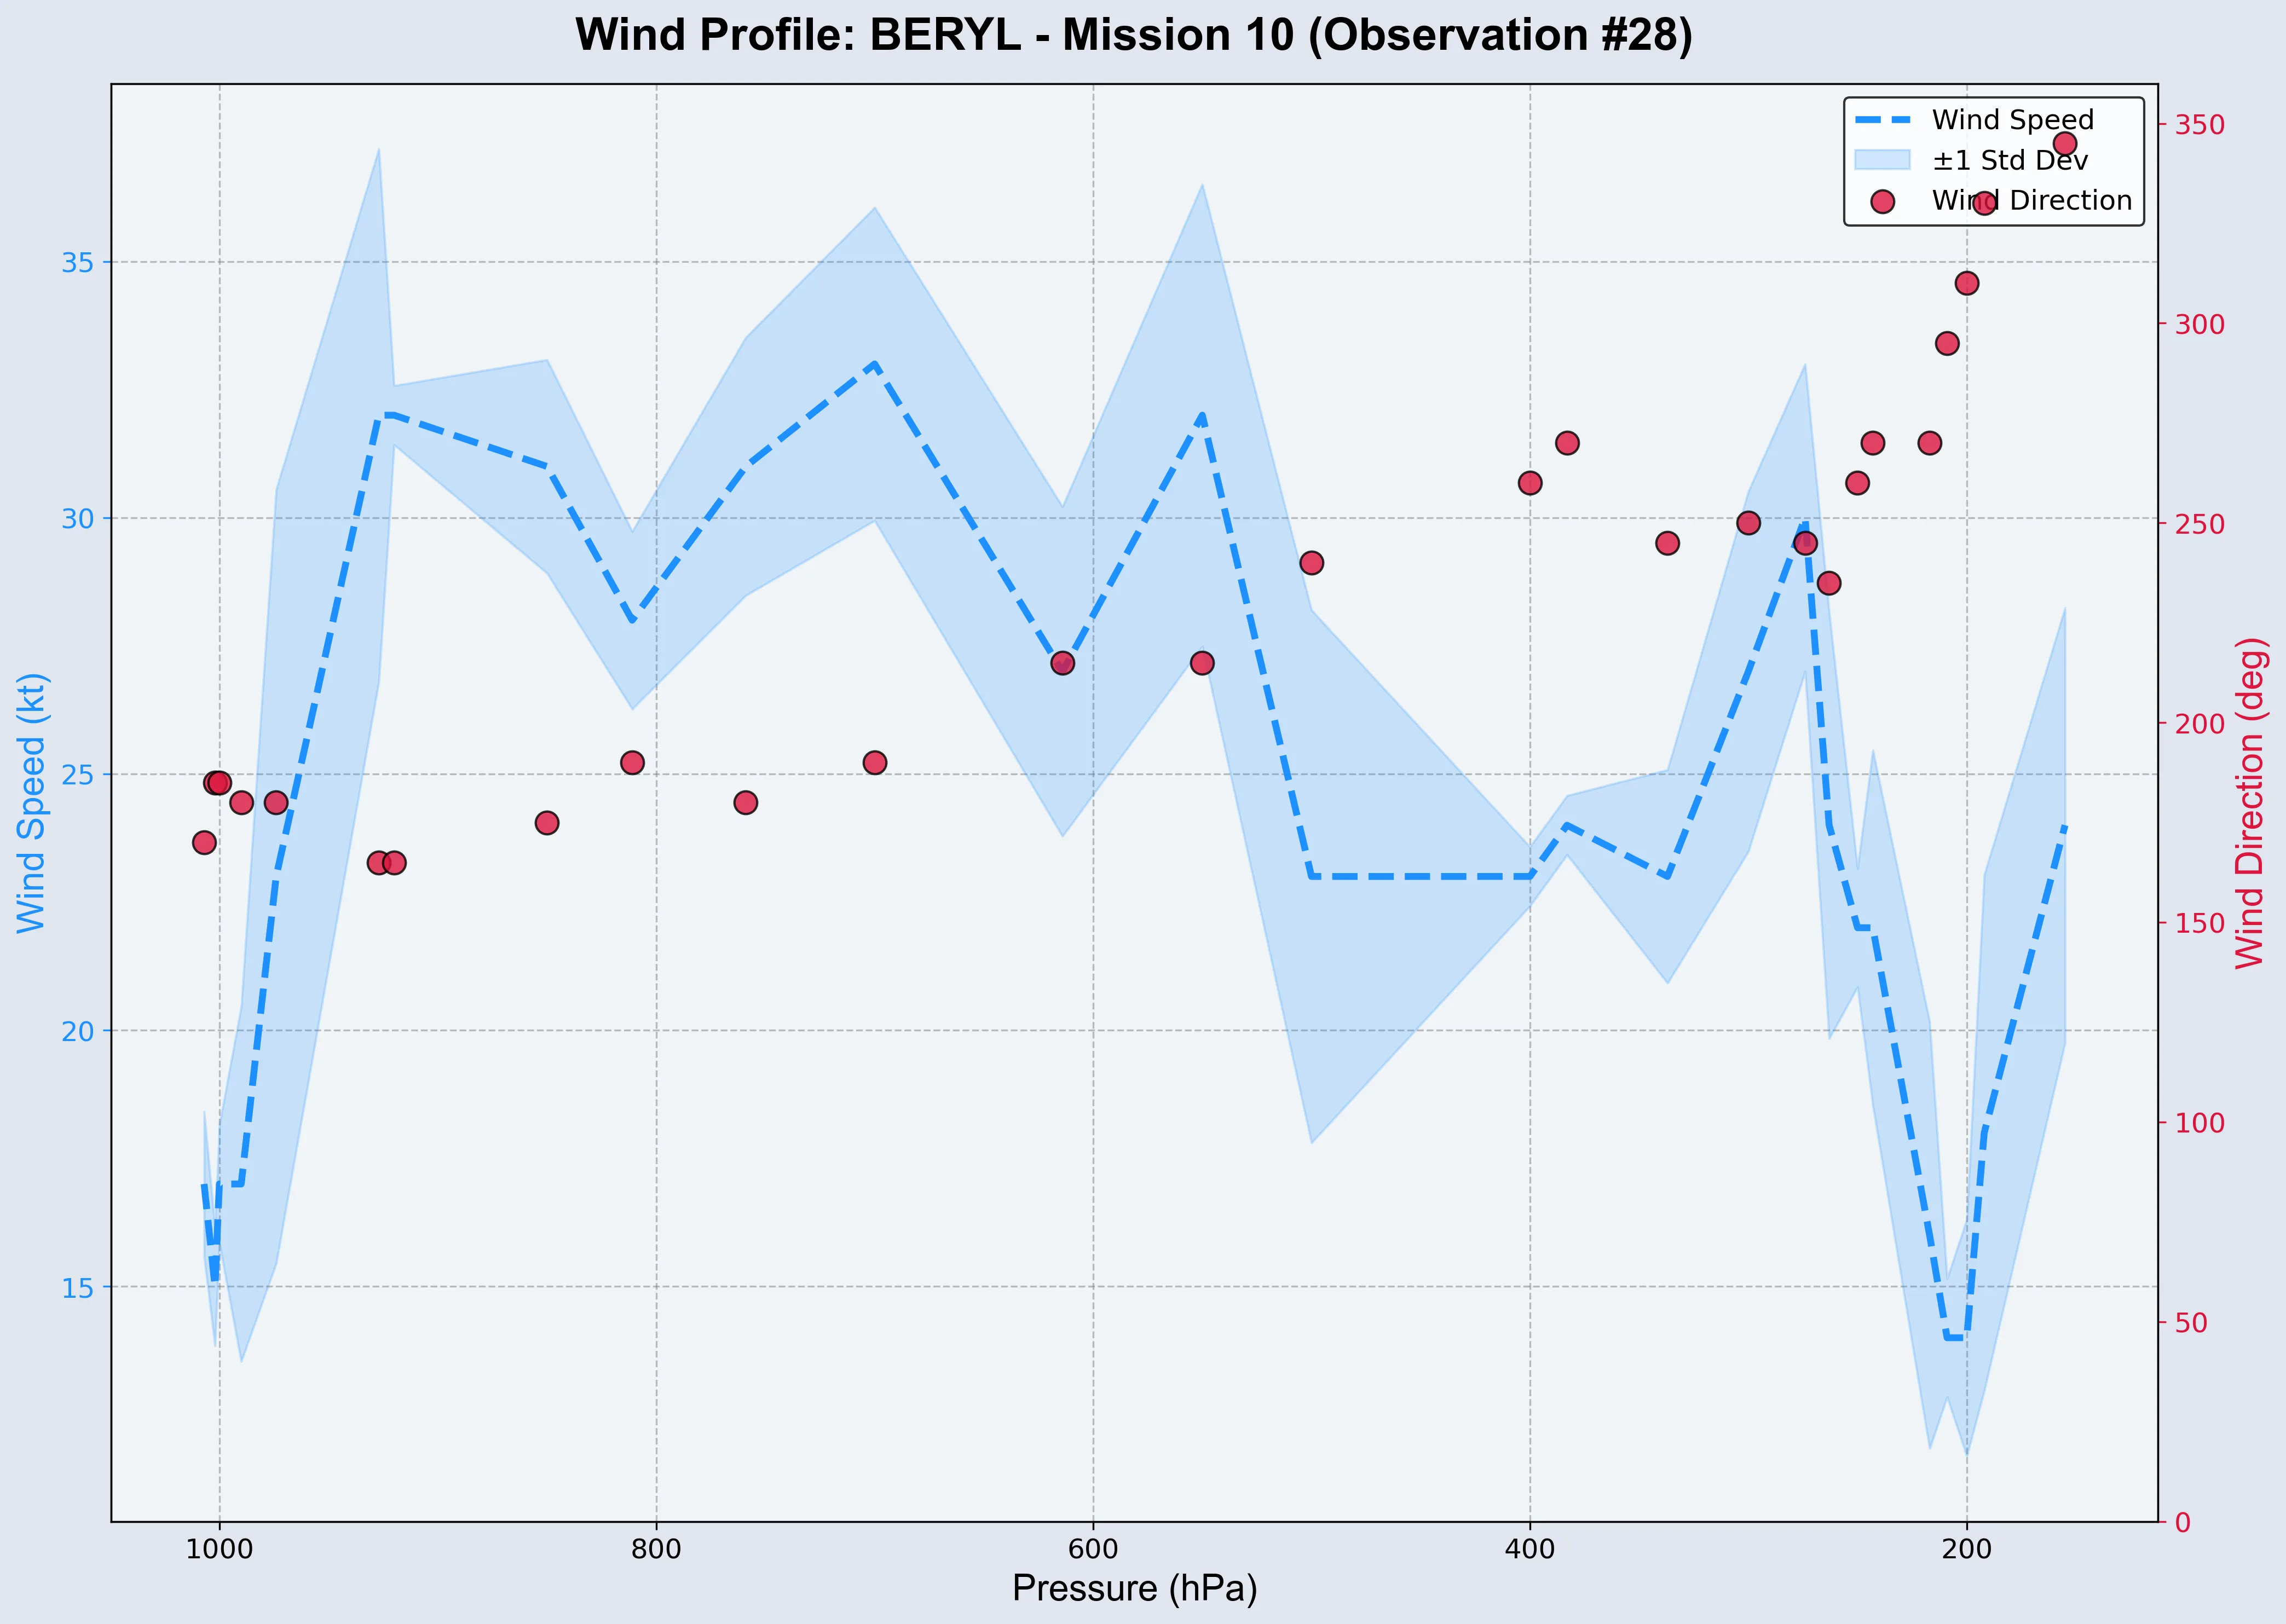 Wind Profile: BERYL - Mission 10 (Observation #28)
Wind Speed
±1 Std Dev
Wind Direction
35
30
25
20
15
Wind Speed (kt)
350
300
250
200
150
100
50
0
Wind Direction (deg)
1000
800
600
400
200
Pressure (hPa)